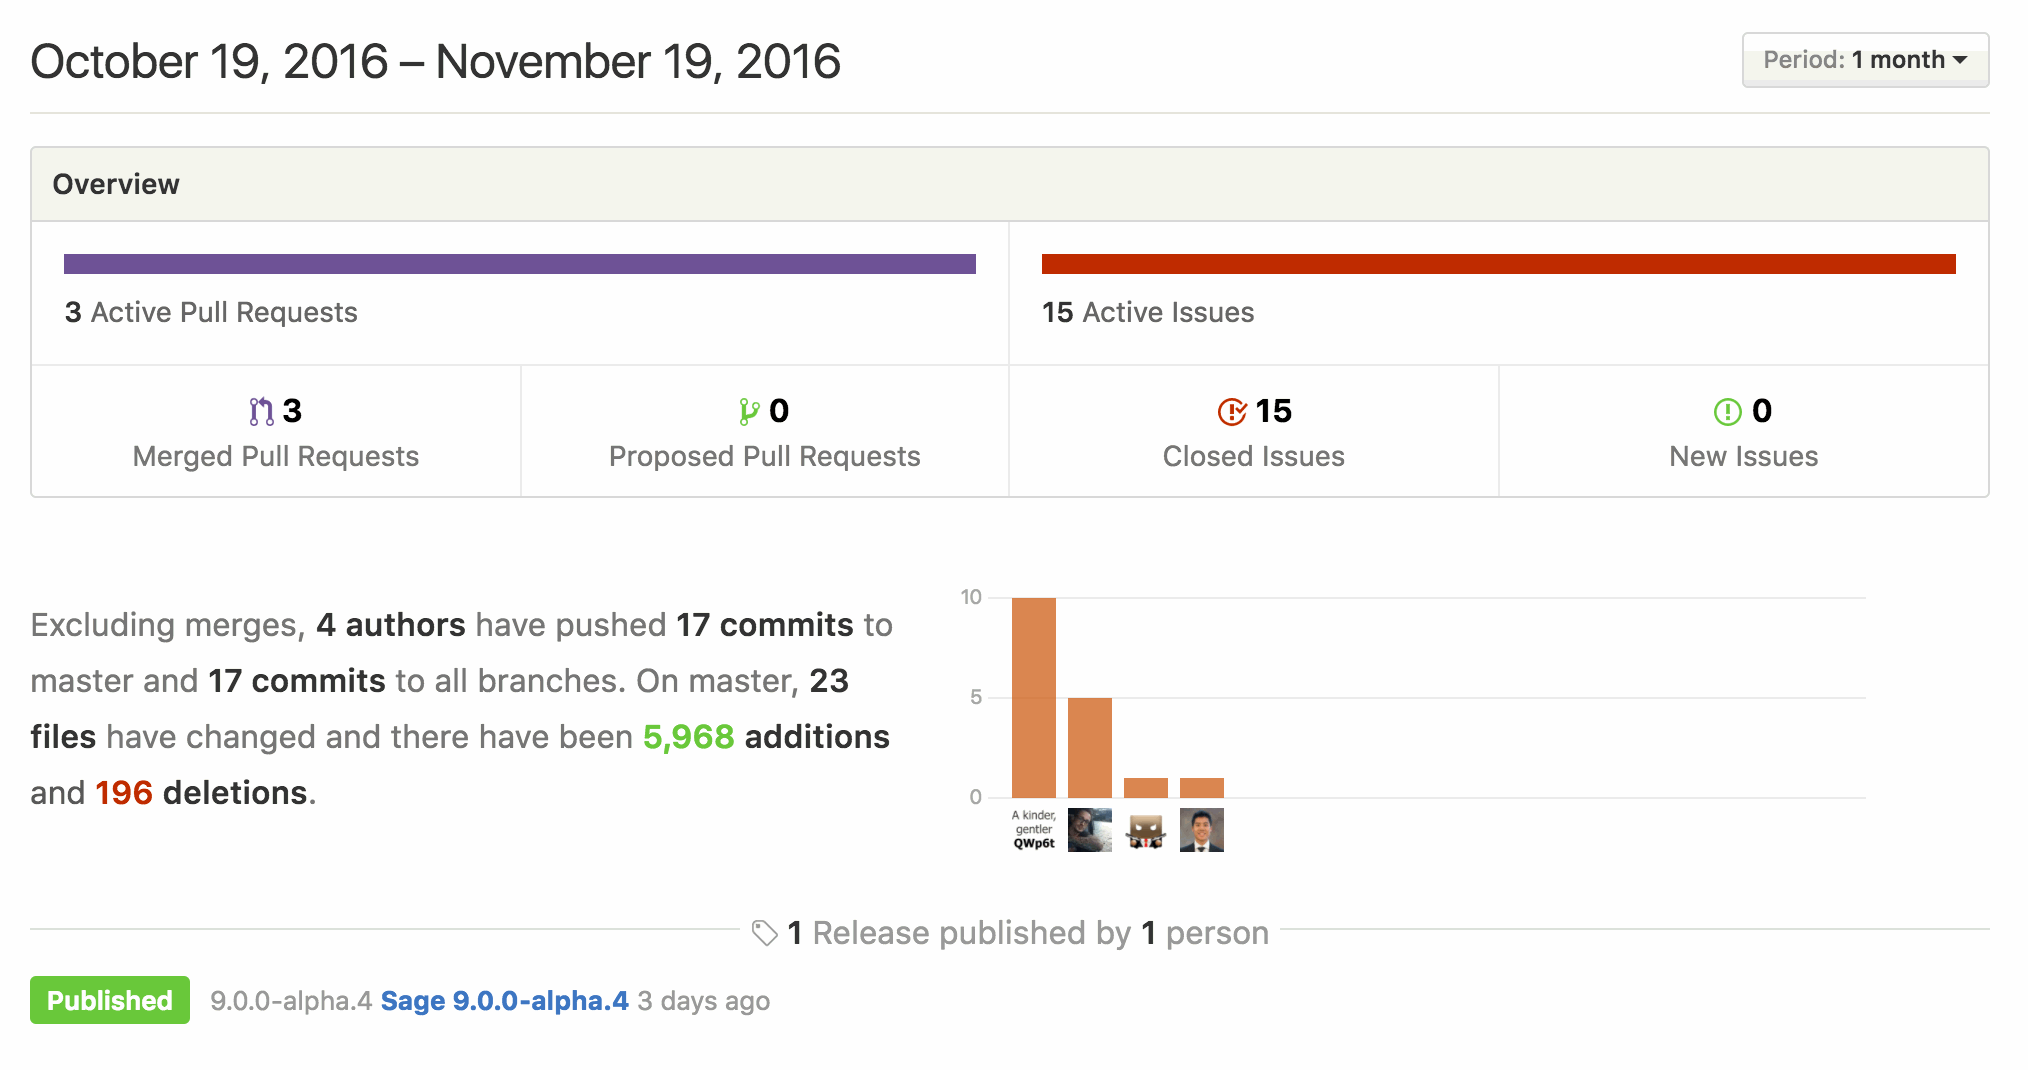 October 19, 2016 – November 19, 2016
Period: 1 month
Overview
3 Active Pull Requests
15 Active Issues
3
Merged Pull Requests
0
Proposed Pull Requests
15
Closed Issues
0
New Issues
Excluding merges, 4 authors have pushed 17 commits to
master and 17 commits to all branches. On master, 23
files have changed and there have been 5,968 additions
and 196 deletions.
10
5
0
A kinder,
gentler
QWp6t
1 Release published by 1 person
Published 9.0.0-alpha.4 Sage 9.0.0-alpha.4 3 days ago